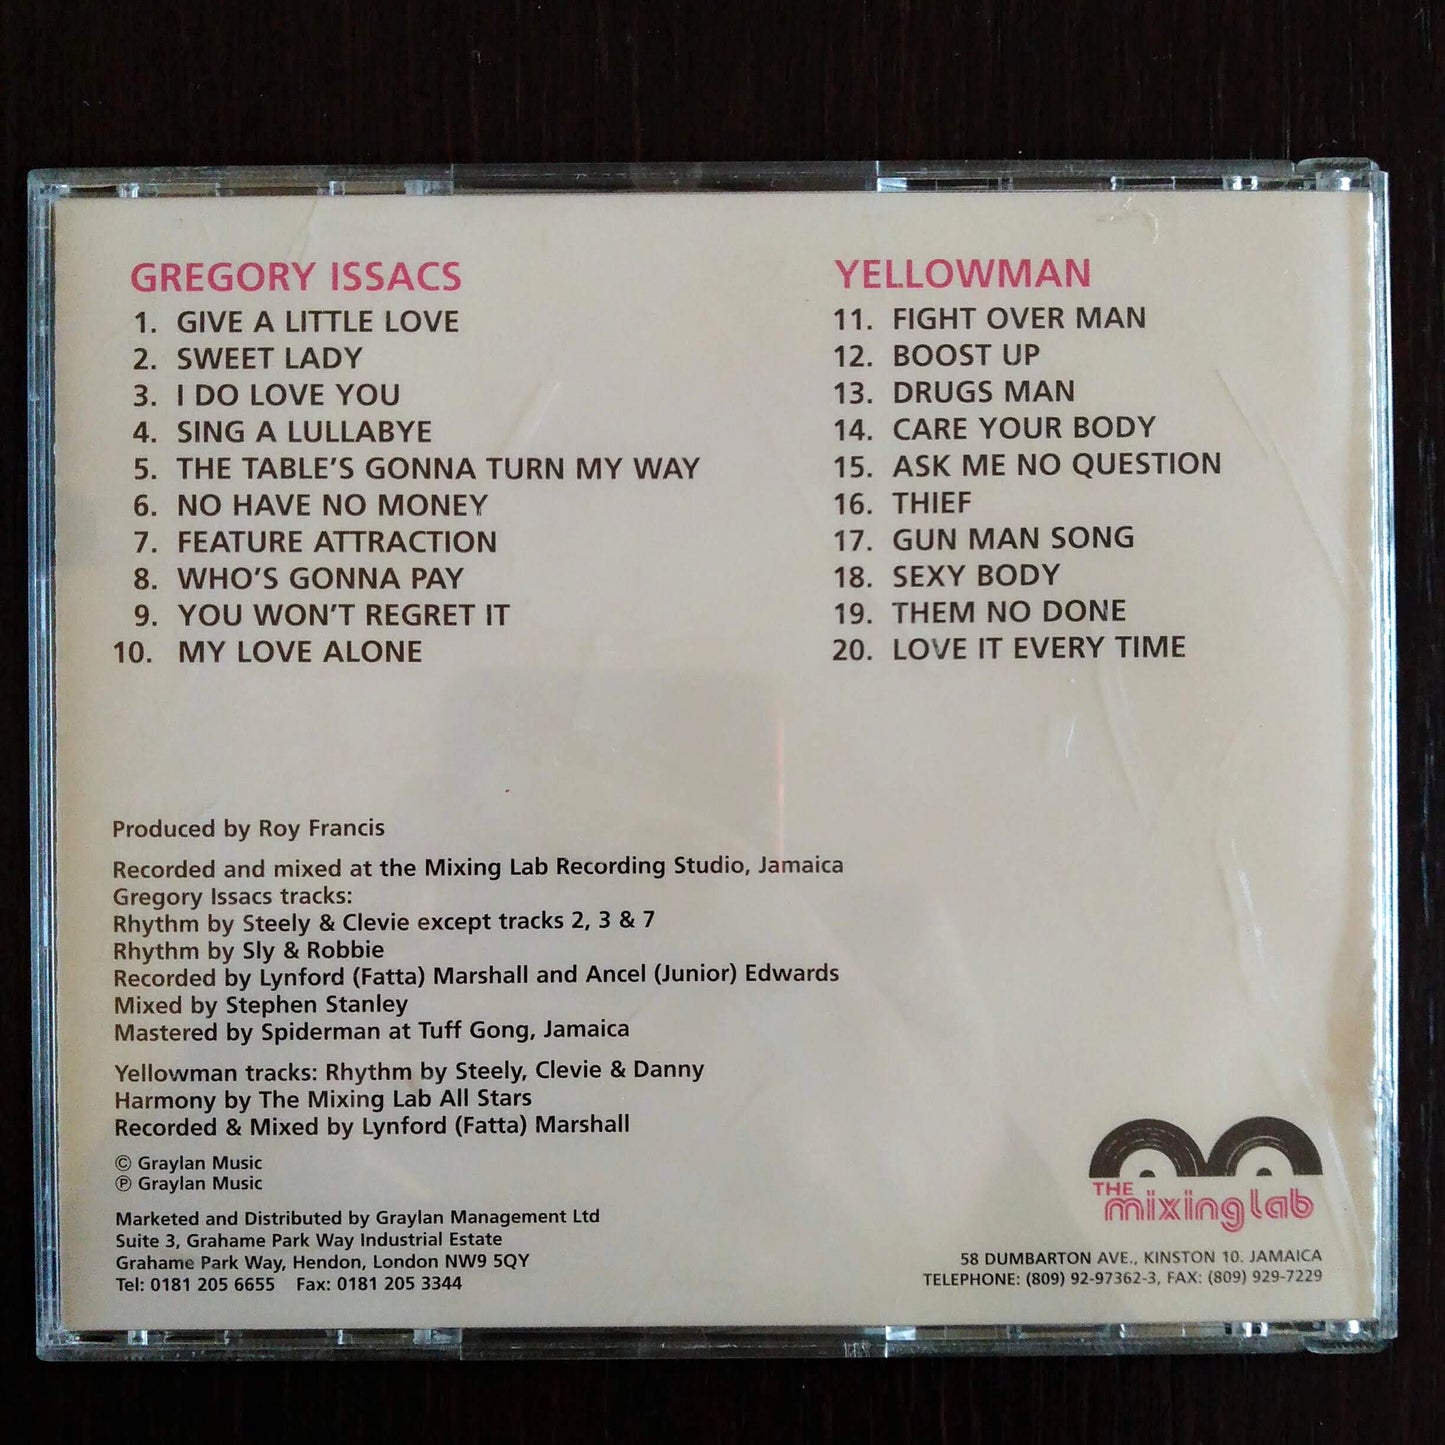 GREGORY ISSACS
1. GIVE A LITTLE LOVE
2. SWEET LADY
3. I DO LOVE YOU
4. SING A LULLABYE
5. THE TABLE'S GONNA TURN MY WAY
6. NO HAVE NO MONEY
7. FEATURE ATTRACTION
8. WHO'S GONNA PAY
9. YOU WON'T REGRET IT
10. MY LOVE ALONE
YELLOWMAN
11. FIGHT OVER MAN
12. BOOST UP
13. DRUGS MAN
14. CARE YOUR BODY
15. ASK ME NO QUESTION
16. THIEF
17. GUN MAN SONG
18. SEXY BODY
19. THEM NO DONE
20. LOVE IT EVERY TIME
Produced by Roy Francis
Recorded and mixed at the Mixing Lab Recording Studio, Jamaica
Gregory Issacs tracks:
Rhythm by Steely & Clevie except tracks 2, 3 & 7
Rhythm by Sly & Robbie
Recorded by Lynford (Fatta) Marshall and Ancel (Junior) Edwards
Mixed by Stephen Stanley
Mastered by Spiderman at Tuff Gong, Jamaica
Yellowman tracks: Rhythm by Steely, Clevie & Danny
Harmony by The Mixing Lab All Stars
Recorded & Mixed by Lynford (Fatta) Marshall
© Graylan Music
℗ Graylan Music
Marketed and Distributed by Graylan Management Ltd
Suite 3, Grahame Park Way Industrial Estate
Grahame Park Way, Hendon, London NW9 5QY
Tel: 0181 205 6655 Fax: 0181 205 3344
THE
mixing lab
58 DUMBARTON AVE., KINSTON 10. JAMAICA
TELEPHONE: (809) 92-97362-3, FAX: (809) 929-7229